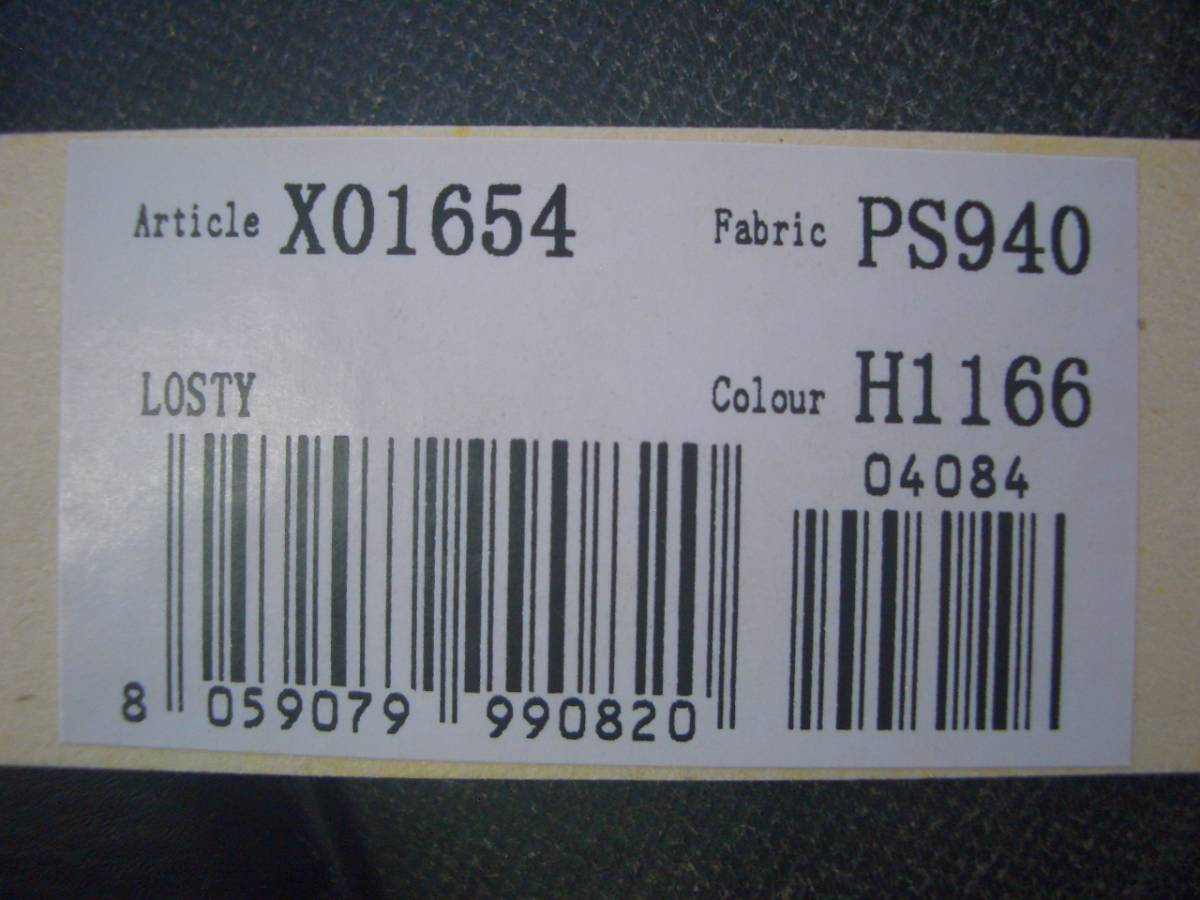 Article X01654 Fabric PS940
LOSTY Colour H1166
04084
8 059079 990820